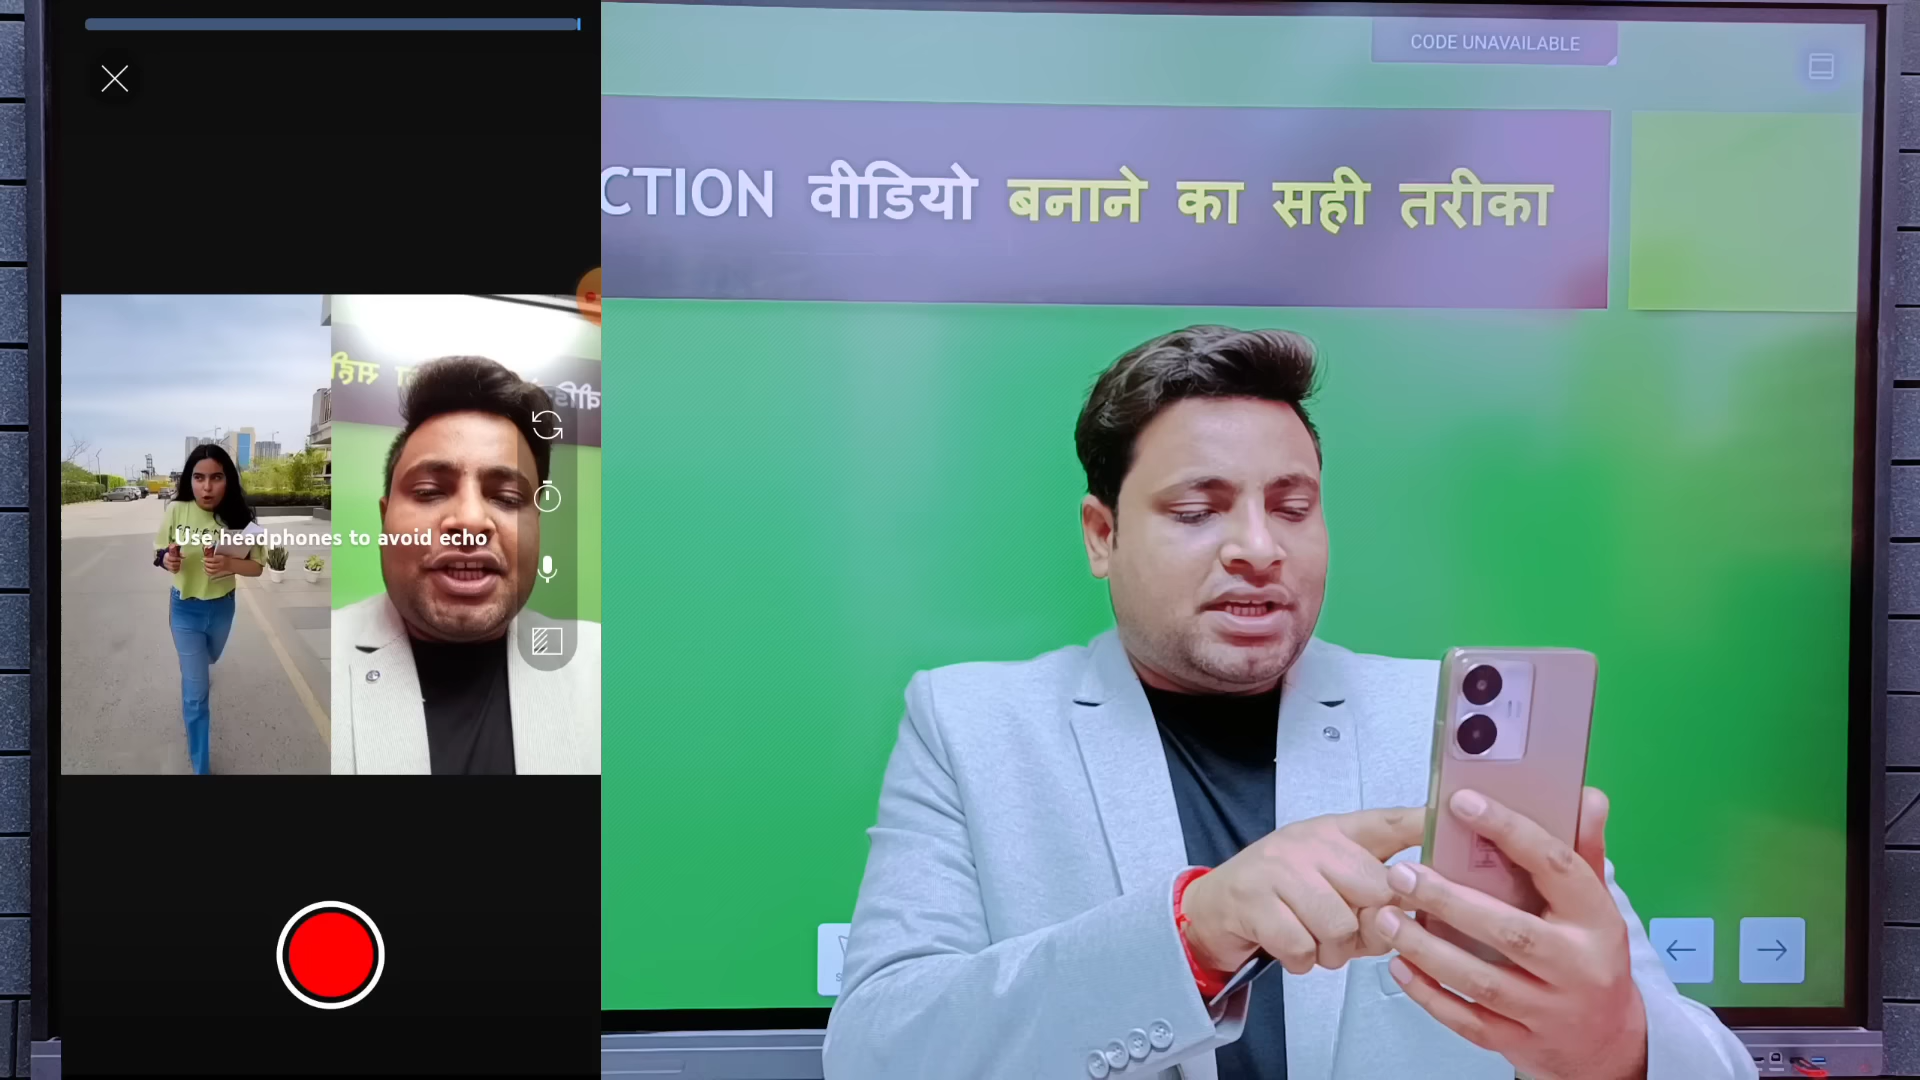 CODE UNAVAILABLE
CTION वीडियो बनाने का सही तरीका
Use headphones to avoid echo